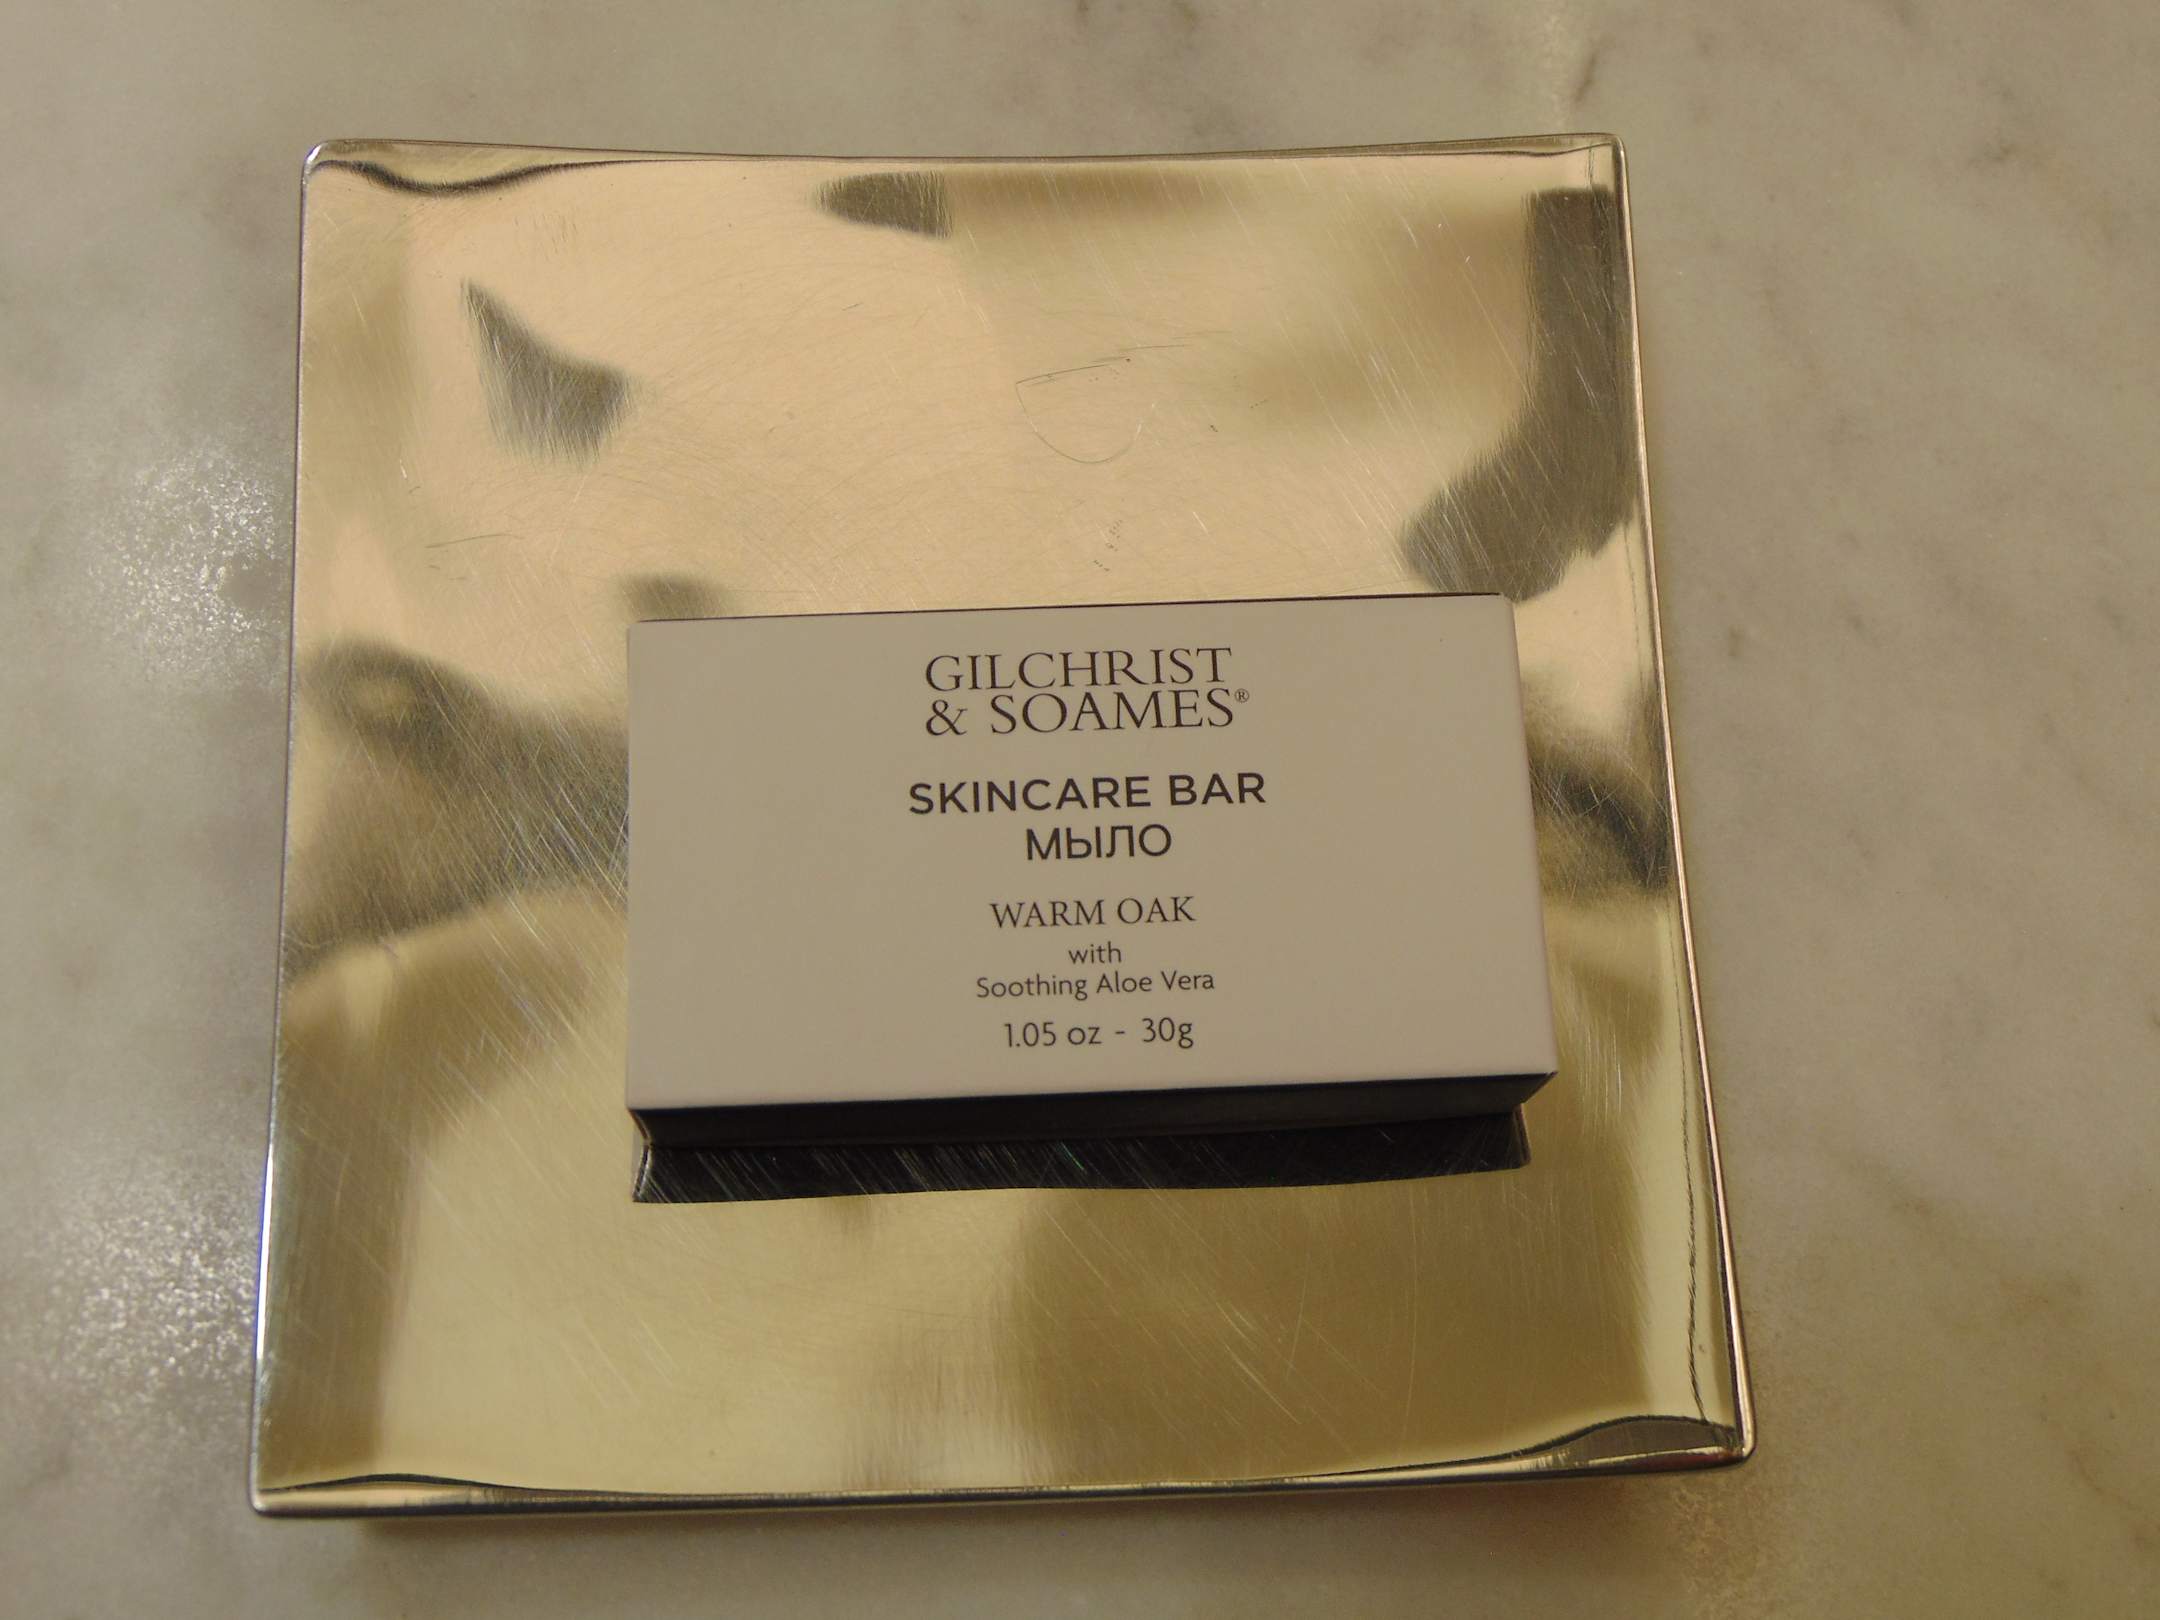 GILCHRIST
& SOAMES®
SKINCARE BAR
МЫЛО
WARM OAK
with
Soothing Aloe Vera
1.05 oz - 30g